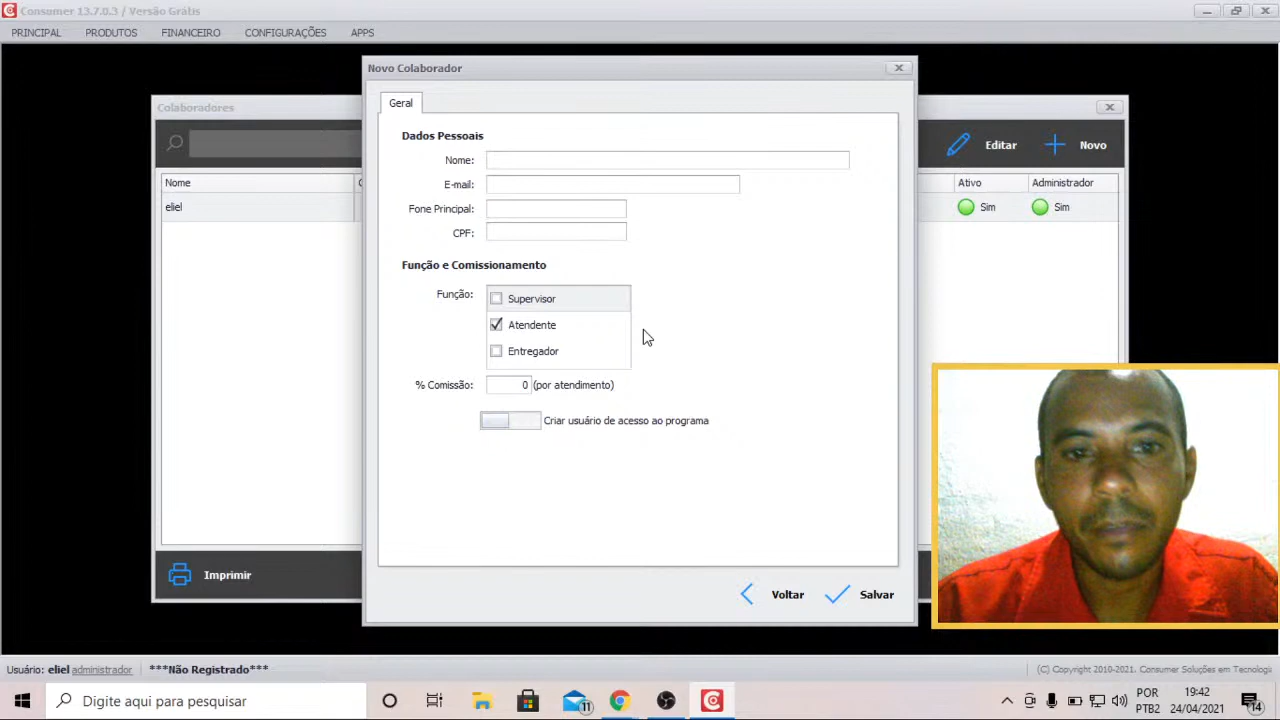 Consumer 13.7.0.3 / Versão Grátis
PRINCIPAL PRODUTOS FINANCEIRO CONFIGURAÇÕES APPS
Novo Colaborador
Colaboradores
Geral
Dados Pessoais
Editar Novo
Nome:
E-mail:
Nome Ativo Administrador
eliel Sim Sim
Fone Principal:
CPF:
Função e Comissionamento
Função:
Supervisor
Atendente
Entregador
% Comissão: 0 (por atendimento)
Criar usuário de acesso ao programa
Imprimir
Voltar Salvar
Usuário: eliel administrador ***Não Registrado*** (C) Copyright 2010-2021. Consumer Soluções em Tecnologi
Digite aqui para pesquisar
11
POR
PTB2
19:42
24/04/2021
14